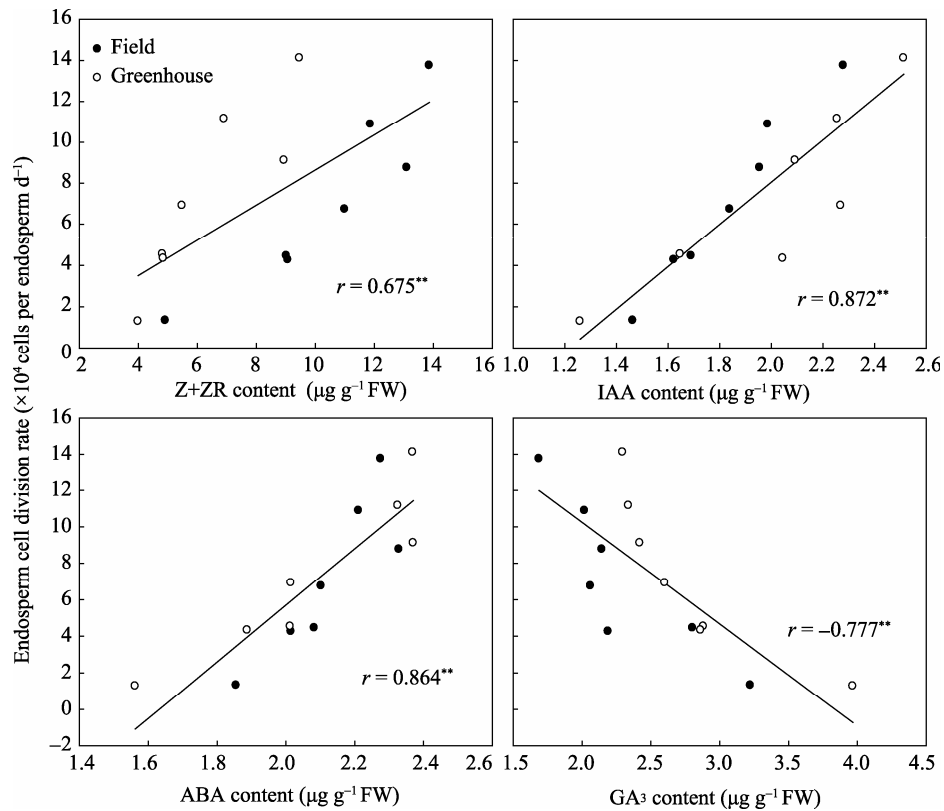 Endosperm cell division rate (×10⁴ cells per endosperm d⁻¹)
16
14
12
10
8
6
4
2
0
● Field
○ Greenhouse
r = 0.675**
2 4 6 8 10 12 14 16
Z+ZR content (μg g⁻¹ FW)
r = 0.872**
1.0 1.2 1.4 1.6 1.8 2.0 2.2 2.4 2.6
IAA content (μg g⁻¹ FW)
16
14
12
10
8
6
4
2
0
–2
r = 0.864**
1.4 1.6 1.8 2.0 2.2 2.4 2.6
ABA content (μg g⁻¹ FW)
r = –0.777**
1.5 2.0 2.5 3.0 3.5 4.0 4.5
GA₃ content (μg g⁻¹ FW)